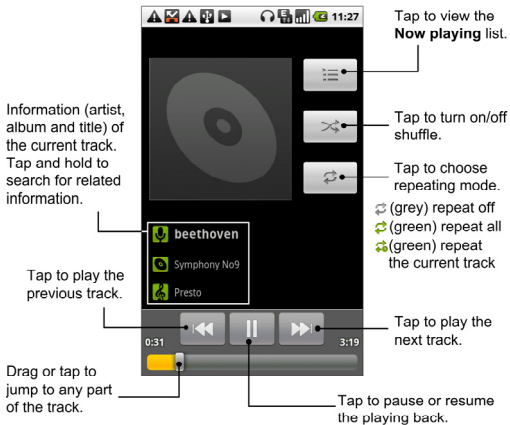 11:27
Tap to view the
Now playing list.
Information (artist,
album and title) of
the current track.
Tap and hold to
search for related
information.
Tap to turn on/off
shuffle.
Tap to choose
repeating mode.
(grey) repeat off
(green) repeat all
(green) repeat
the current track
beethoven
Symphony No9
Presto
Tap to play the
previous track.
0:31
3:19
Tap to play the
next track.
Drag or tap to
jump to any part
of the track.
Tap to pause or resume
the playing back.